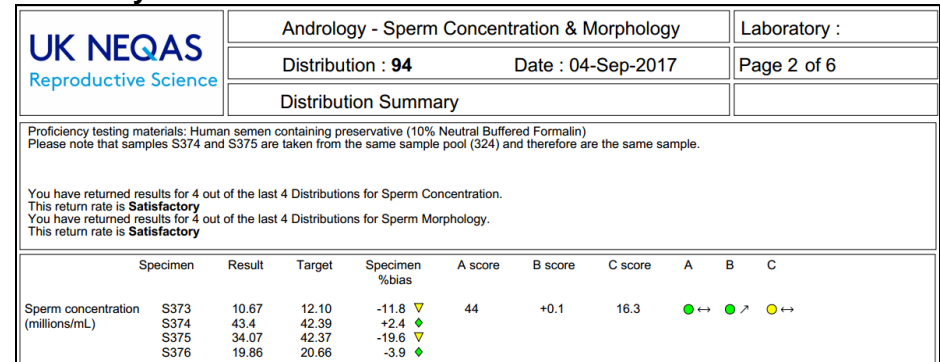 UK NEQAS
Reproductive Science
Andrology - Sperm Concentration & Morphology
Laboratory :
Distribution : 94 Date : 04-Sep-2017
Page 2 of 6
Distribution Summary
Proficiency testing materials: Human semen containing preservative (10% Neutral Buffered Formalin)
Please note that samples S374 and S375 are taken from the same sample pool (324) and therefore are the same sample.
You have returned results for 4 out of the last 4 Distributions for Sperm Concentration.
This return rate is Satisfactory
You have returned results for 4 out of the last 4 Distributions for Sperm Morphology.
This return rate is Satisfactory
Specimen Result Target Specimen %bias A score B score C score A B C
Sperm concentration S373 10.67 12.10 -11.8 44 +0.1 16.3 ↔ ↗ ↔
(millions/mL) S374 43.4 42.39 +2.4
S375 34.07 42.37 -19.6
S376 19.86 20.66 -3.9